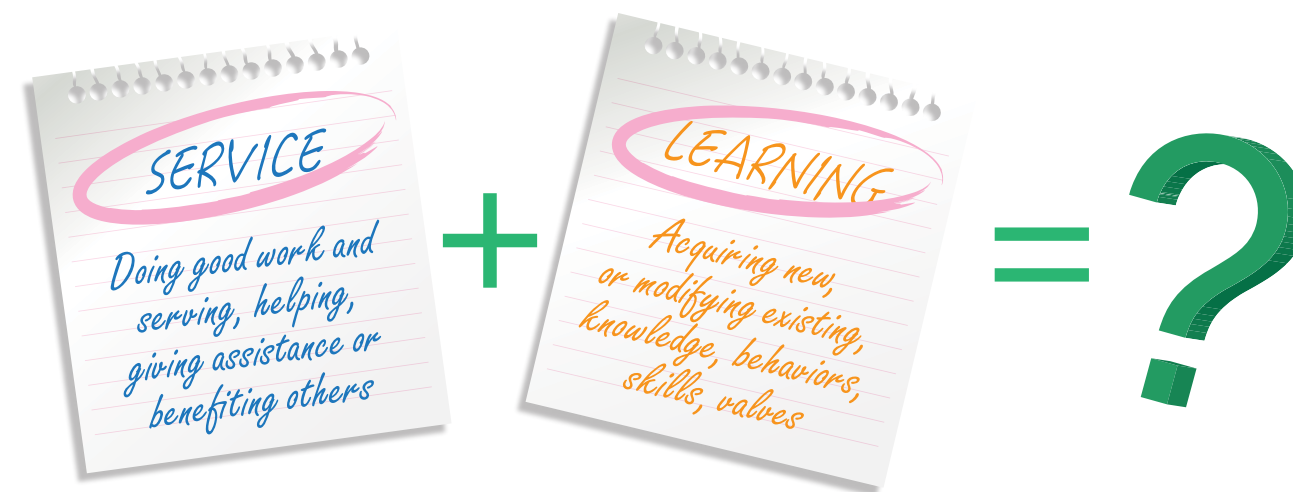 SERVICE
Doing good work and
serving, helping,
giving assistance or
benefiting others
+
LEARNING
Acquiring new,
or modifying existing,
knowledge, behaviors,
skills, valves
=
?